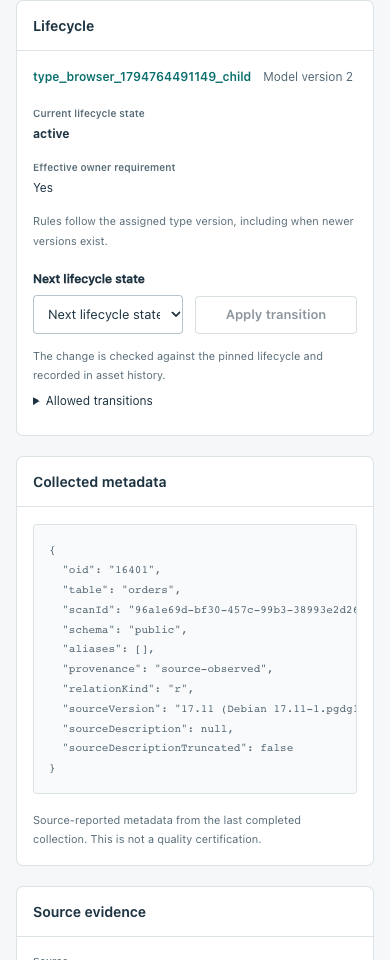 Lifecycle
type_browser_1794764491149_child Model version 2
Current lifecycle state
active
Effective owner requirement
Yes
Rules follow the assigned type version, including when newer
versions exist.
Next lifecycle state
Next lifecycle state Apply transition
The change is checked against the pinned lifecycle and
recorded in asset history.
Allowed transitions
Collected metadata
{
"oid": "16401",
"table": "orders",
"scanId": "96a1e69d-bf30-457c-99b3-38993e2d26
"schema": "public",
"aliases": [],
"provenance": "source-observed",
"relationKind": "r",
"sourceVersion": "17.11 (Debian 17.11-1.pgdg1
"sourceDescription": null,
"sourceDescriptionTruncated": false
}
Source-reported metadata from the last completed
collection. This is not a quality certification.
Source evidence